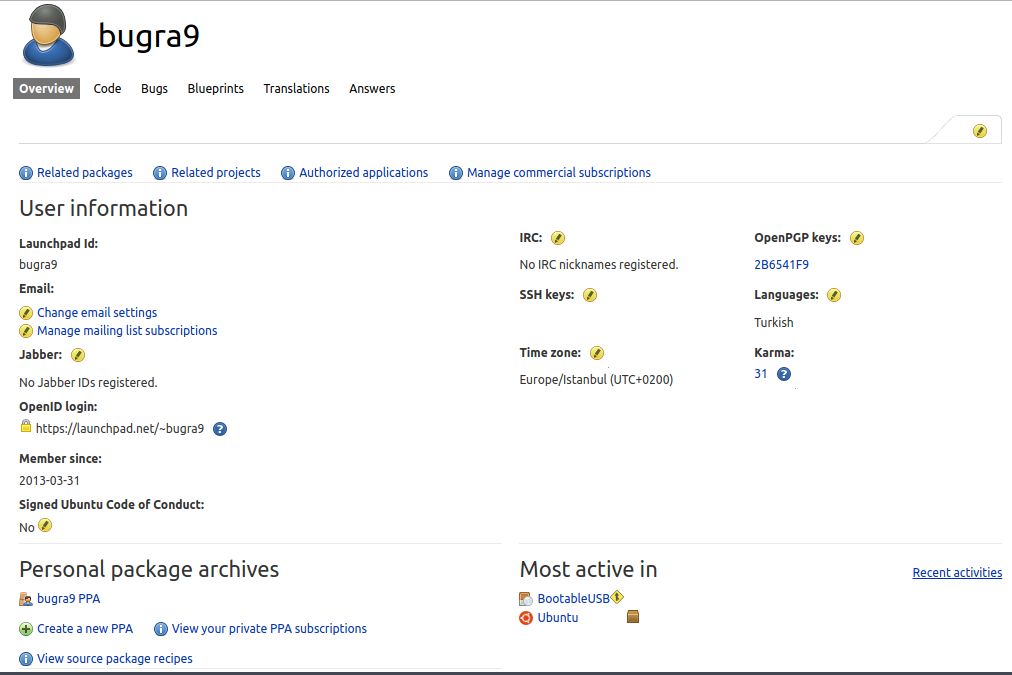 bugra9
Overview Code Bugs Blueprints Translations Answers
Related packages Related projects Authorized applications Manage commercial subscriptions
User information
Launchpad Id:
bugra9
Email:
Change email settings
Manage mailing list subscriptions
Jabber:
No Jabber IDs registered.
OpenID login:
https://launchpad.net/~bugra9
Member since:
2013-03-31
Signed Ubuntu Code of Conduct:
No
IRC:
No IRC nicknames registered.
SSH keys:
Time zone:
Europe/Istanbul (UTC+0200)
OpenPGP keys:
2B6541F9
Languages:
Turkish
Karma:
31
Personal package archives
bugra9 PPA
Create a new PPA View your private PPA subscriptions
View source package recipes
Most active in
Recent activities
BootableUSB
Ubuntu